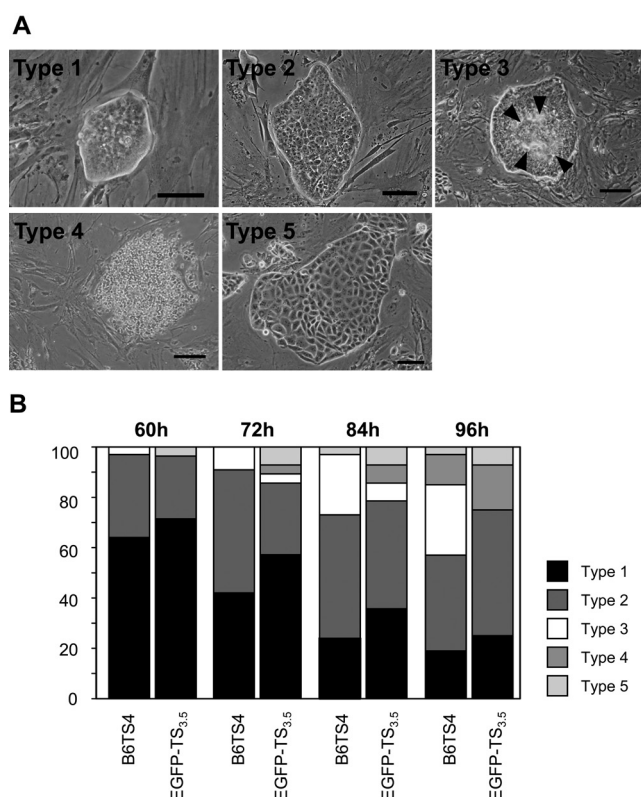 A
Type 1
Type 2
Type 3
Type 4
Type 5
B
60h
72h
84h
96h
100
80
60
40
20
0
B6TS4
EGFP-TS3.5
B6TS4
EGFP-TS3.5
B6TS4
EGFP-TS3.5
B6TS4
EGFP-TS3.5
Type 1
Type 2
Type 3
Type 4
Type 5